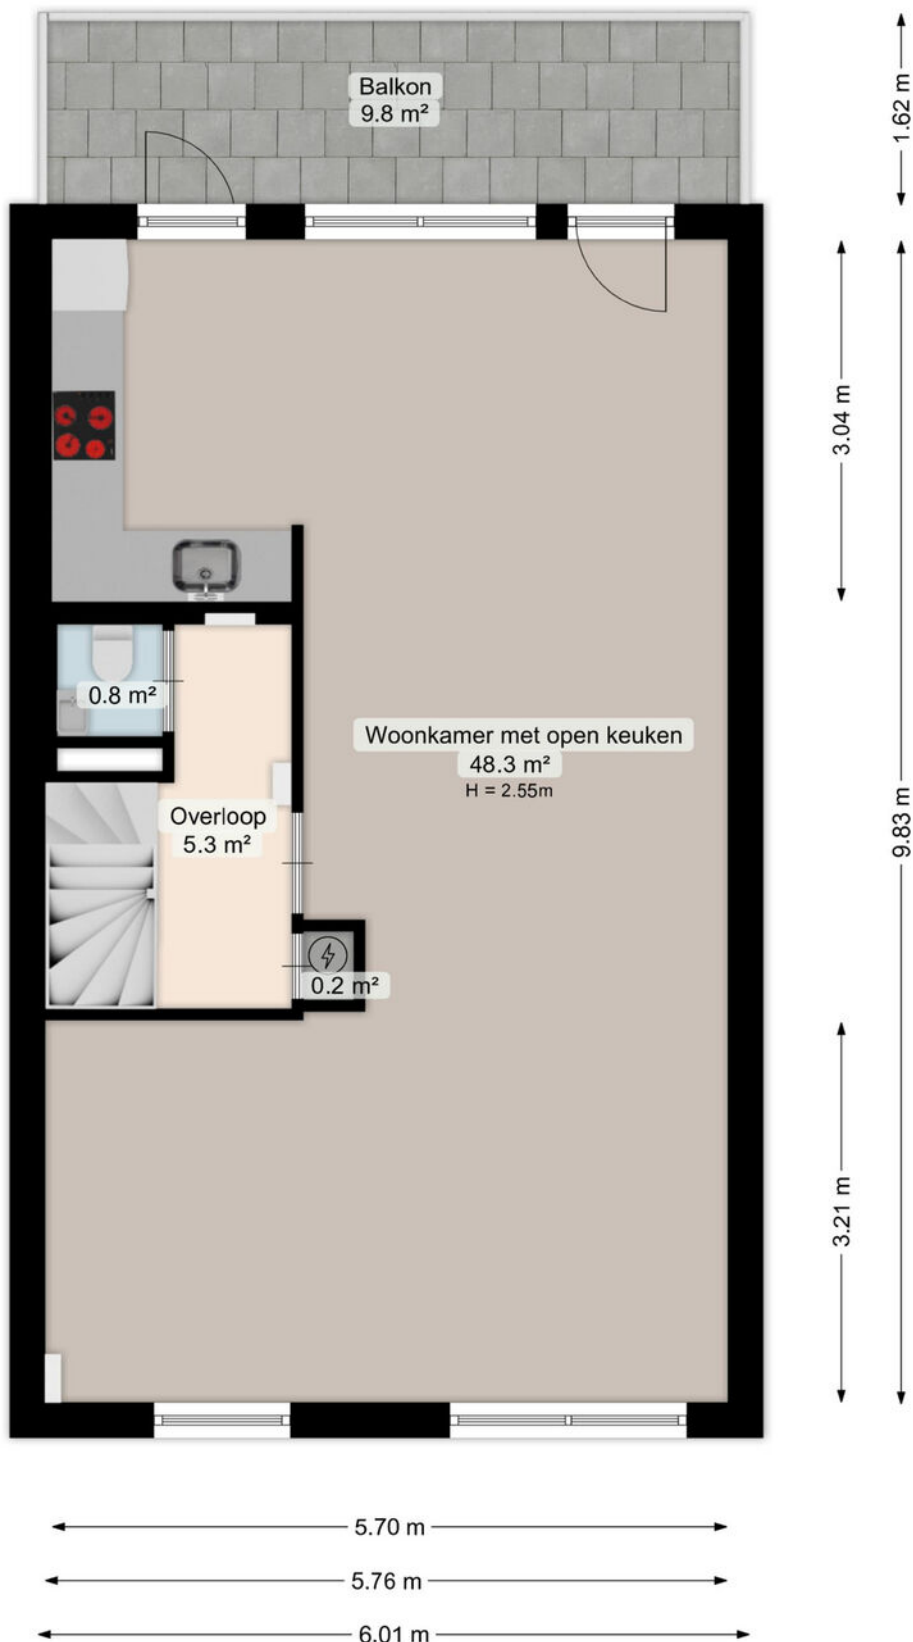 Balkon
9.8 m²
1.62 m
3.04 m
0.8 m²
Woonkamer met open keuken
48.3 m²
H = 2.55m
Overloop
5.3 m²
9.83 m
0.2 m²
3.21 m
5.70 m
5.76 m
6.01 m